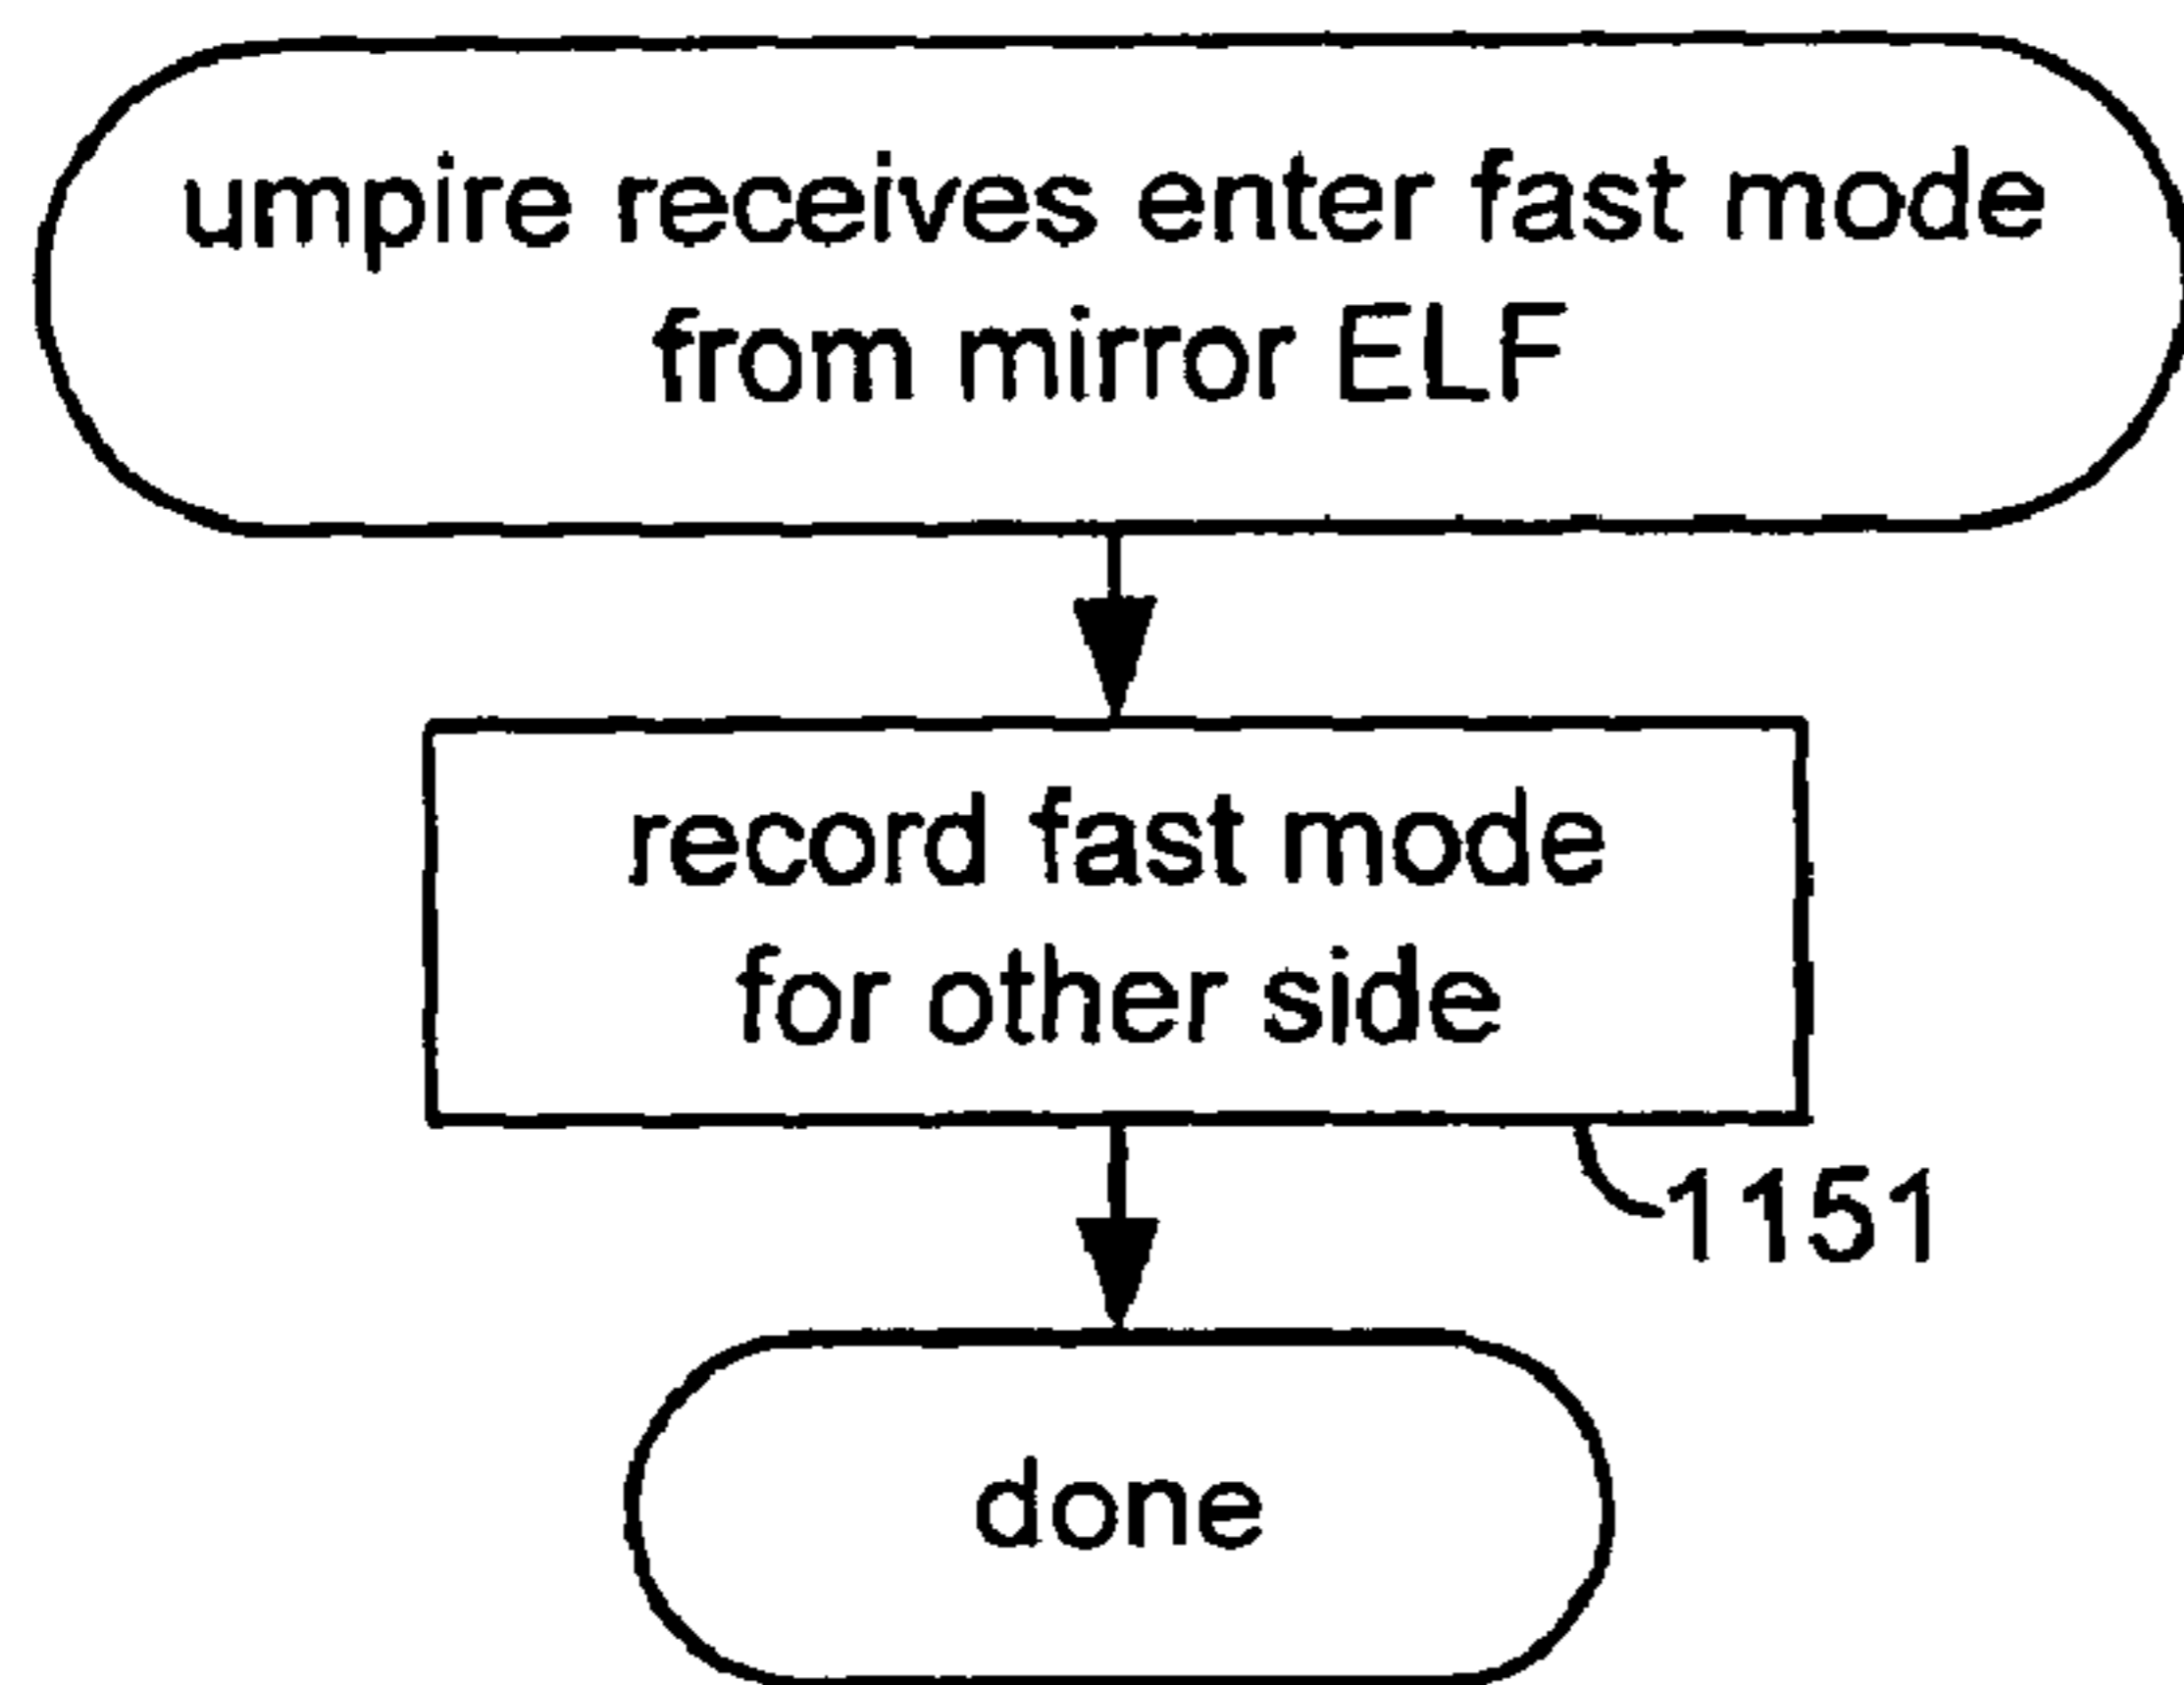 umpire receives enter fast mode
from mirror ELF
record fast mode
for other side
1151
done